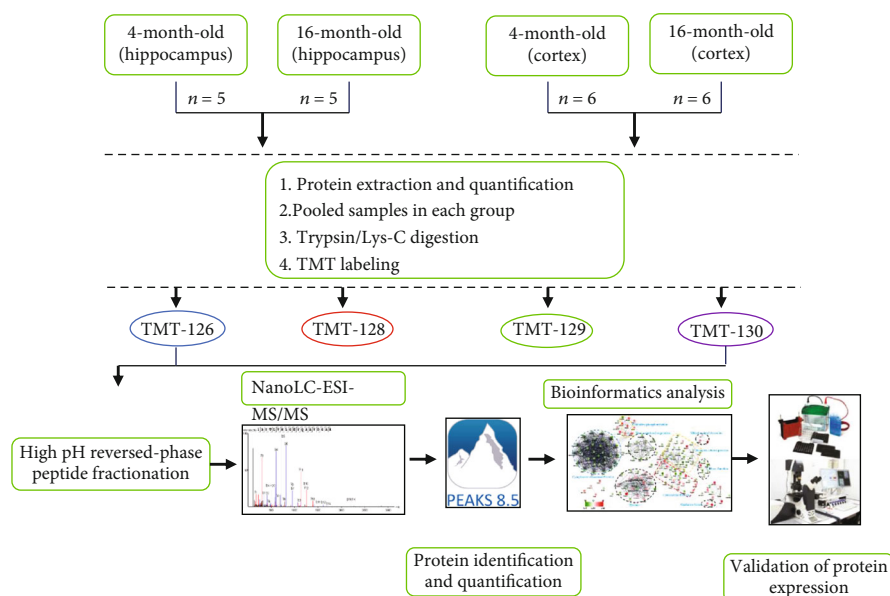 4-month-old
(hippocampus)
16-month-old
(hippocampus)
4-month-old
(cortex)
16-month-old
(cortex)
n = 5
n = 5
n = 6
n = 6
1. Protein extraction and quantification
2.Pooled samples in each group
3. Trypsin/Lys-C digestion
4. TMT labeling
TMT-126
TMT-128
TMT-129
TMT-130
NanoLC-ESI-
MS/MS
Bioinformatics analysis
High pH reversed-phase
peptide fractionation
PEAKS 8.5
Protein identification
and quantification
Validation of protein
expression